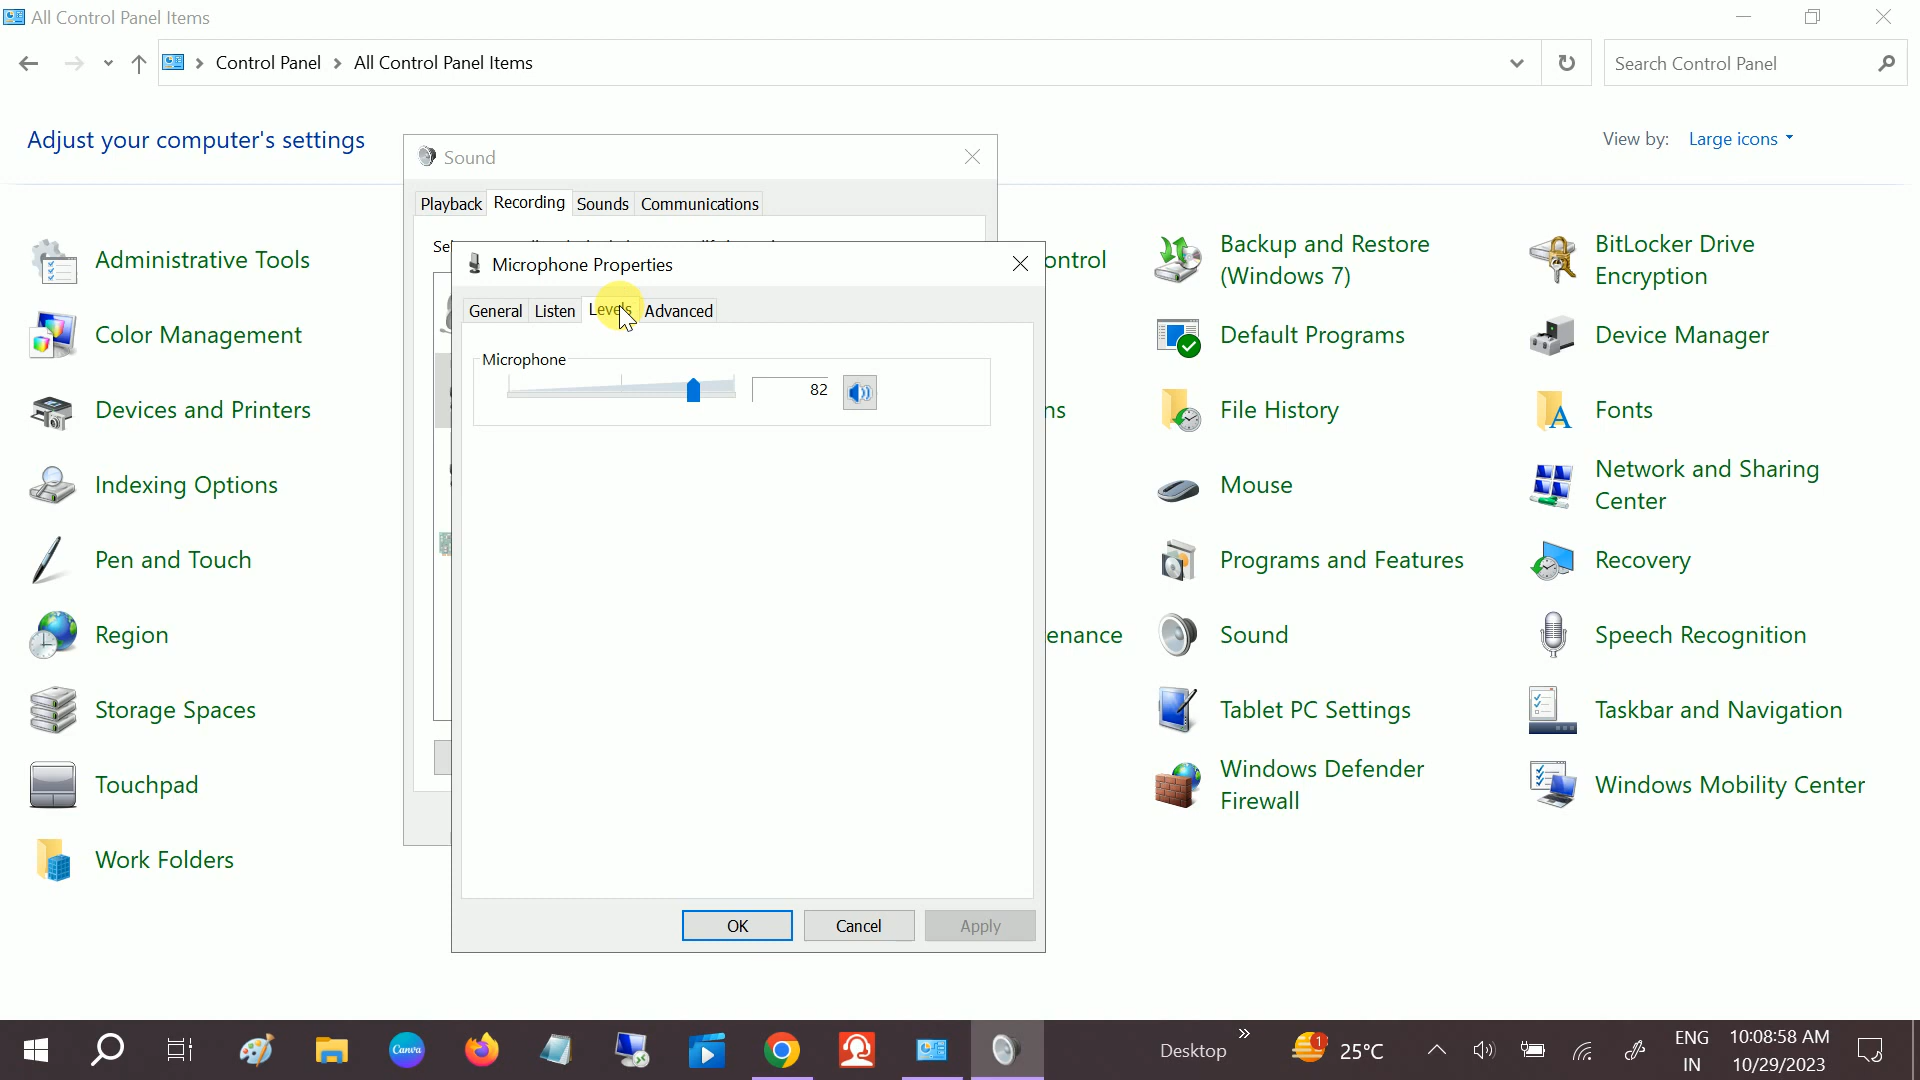 All Control Panel Items
Control Panel > All Control Panel Items
Search Control Panel
Adjust your computer's settings
View by: Large icons
Administrative Tools
Color Management
Devices and Printers
Indexing Options
Pen and Touch
Region
Storage Spaces
Touchpad
Work Folders
Sound
Playback Recording Sounds Communications
Se
Microphone Properties
General Listen Levels Advanced
Microphone
82
OK Cancel Apply
ontrol
ns
enance
Backup and Restore
(Windows 7)
Default Programs
File History
Mouse
Programs and Features
Sound
Tablet PC Settings
Windows Defender
Firewall
BitLocker Drive
Encryption
Device Manager
Fonts
Network and Sharing
Center
Recovery
Speech Recognition
Taskbar and Navigation
Windows Mobility Center
Canva
Desktop
1
25°C
ENG
IN
10:08:58 AM
10/29/2023